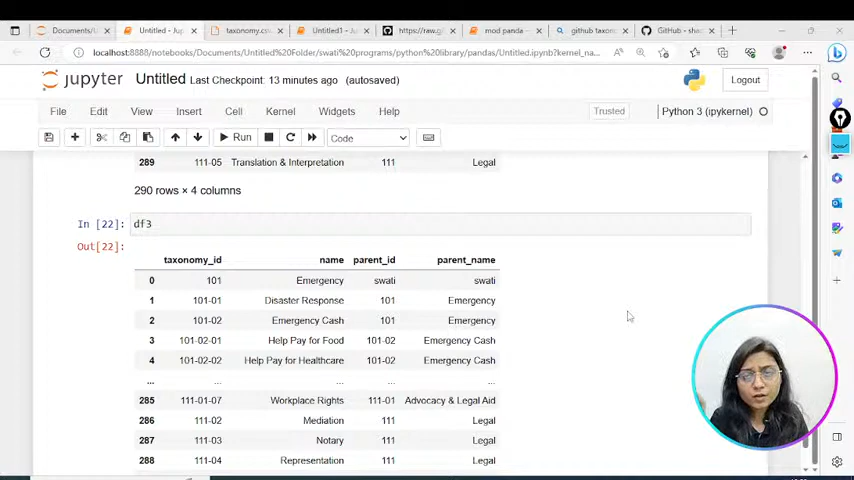 Documents/U
Untitled - Jup
taxonomy.csv
Untitled1 - Ju
https://raw.gi
mod panda -
github taxon
GitHub - shed
localhost:8888/notebooks/Documents/Untitled%20Folder/swati%20programs/python%20library/pandas/Untitled.ipynb?kernel_na...
jupyter Untitled Last Checkpoint: 13 minutes ago (autosaved)
Logout
File Edit View Insert Cell Kernel Widgets Help
Trusted
Python 3 (ipykernel)
Run
Code
289 111-05 Translation & Interpretation 111 Legal
290 rows × 4 columns
In [22]: df3
Out[22]:
taxonomy_id name parent_id parent_name
0 101 Emergency swati swati
1 101-01 Disaster Response 101 Emergency
2 101-02 Emergency Cash 101 Emergency
3 101-02-01 Help Pay for Food 101-02 Emergency Cash
4 101-02-02 Help Pay for Healthcare 101-02 Emergency Cash
... ... ... ... ...
285 111-01-07 Workplace Rights 111-01 Advocacy & Legal Aid
286 111-02 Mediation 111 Legal
287 111-03 Notary 111 Legal
288 111-04 Representation 111 Legal